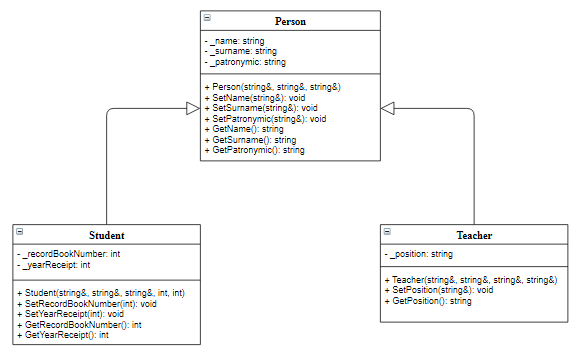 Person
- _name: string
- _surname: string
- _patronymic: string
+ Person(string&, string&, string&)
+ SetName(string&): void
+ SetSurname(string&): void
+ SetPatronymic(string&): void
+ GetName(): string
+ GetSurname(): string
+ GetPatronymic(): string
Student
- _recordBookNumber: int
- _yearReceipt: int
+ Student(string&, string&, string&, int, int)
+ SetRecordBookNumber(int): void
+ SetYearReceipt(int): void
+ GetRecordBookNumber(): int
+ GetYearReceipt(): int
Teacher
- _position: string
+ Teacher(string&, string&, string&, string&)
+ SetPosition(string&): void
+ GetPosition(): string